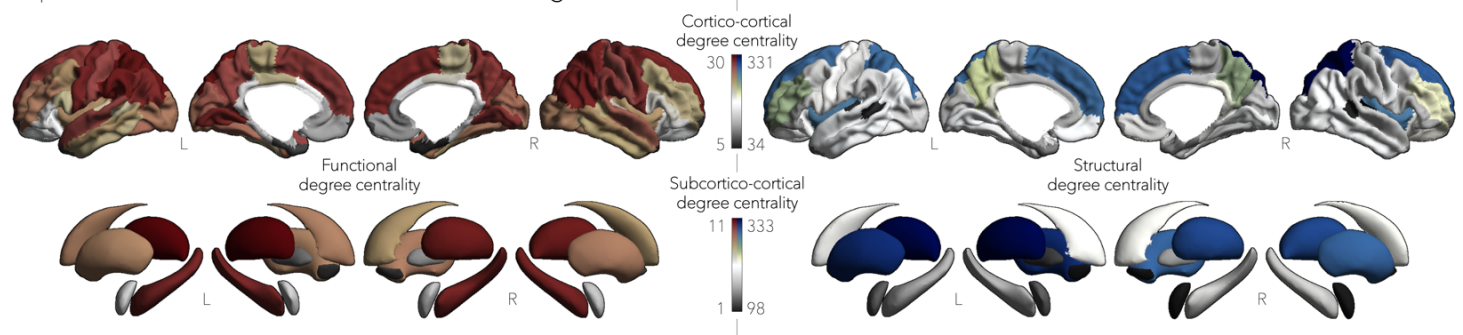 Cortico-cortical
degree centrality
30 331
5 34
L
R
L
R
Functional
degree centrality
Structural
degree centrality
Subcortico-cortical
degree centrality
11 333
1 98
L
R
L
R